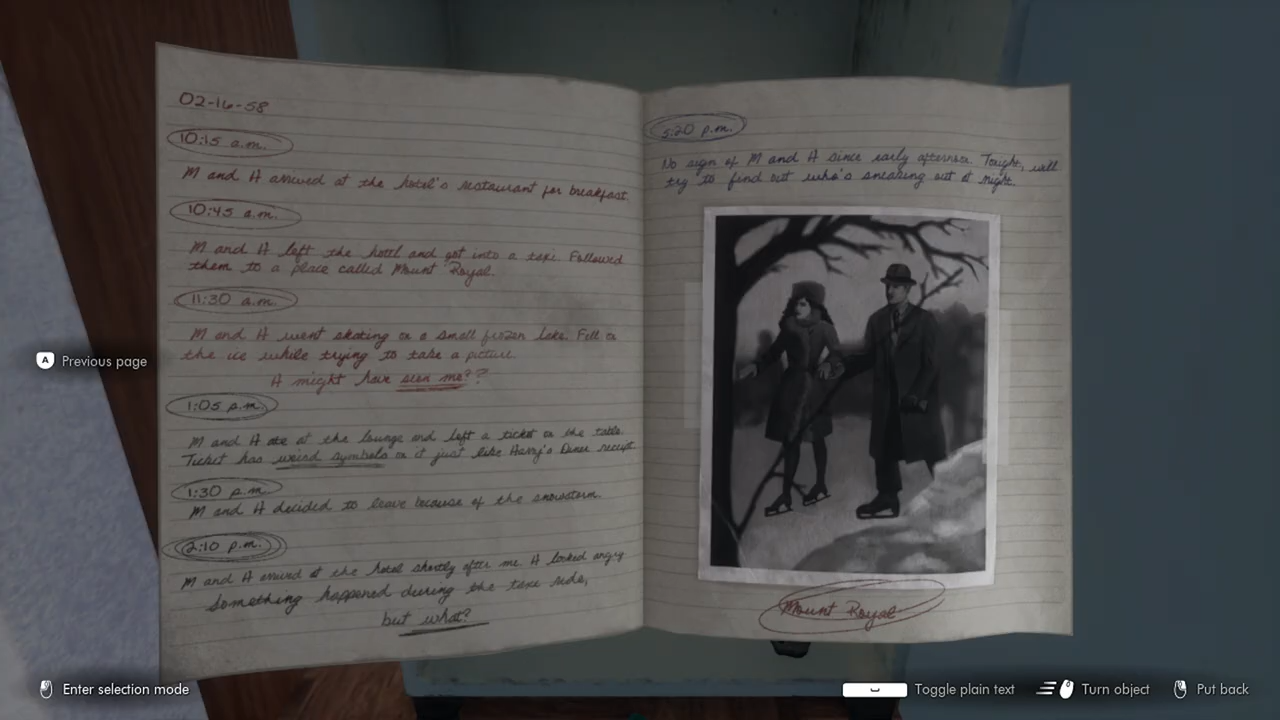 02-16-58
10:15 a.m.
M and A arrived at the hotel's restaurant for breakfast.
10:45 a.m.
M and A left the hotel and got into a taxi. Followed
them to a place called Mount Royal.
11:30 a.m.
M and A went skating on a small frozen lake. Fell on
the ice while trying to take a picture.
A might have seen me??
1:05 p.m.
M and A ate at the lounge and left a ticket on the table.
Ticket has weird symbols on it just like Harry's Diner receipt.
1:30 p.m.
M and A decided to leave because of the snowstorm.
2:10 p.m.
M and A arrived at the hotel shortly after me. A looked angry
Something happened during the taxi ride,
but what?
5:20 p.m.
No sign of M and A since early afternoon. Tonight, will
try to find out who's sneaking out at night.
Mount Royal
A Previous page
Enter selection mode
Toggle plain text
Turn object
Put back